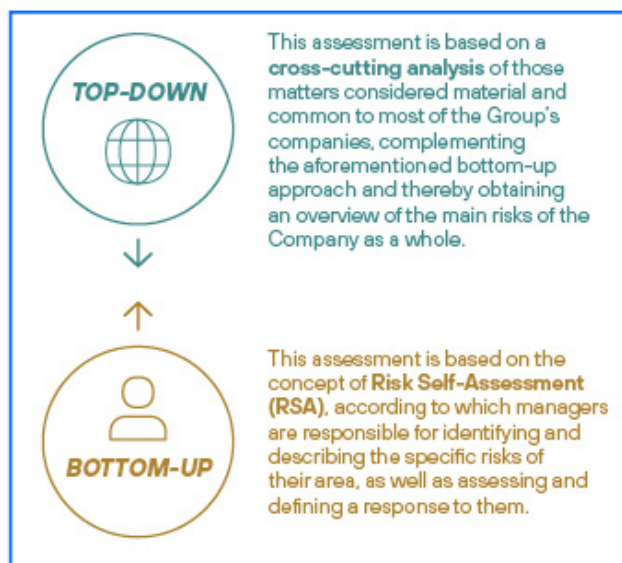 TOP-DOWN
This assessment is based on a
cross-cutting analysis of those
matters considered material and
common to most of the Group's
companies, complementing
the aforementioned bottom-up
approach and thereby obtaining
an overview of the main risks of the
Company as a whole.
BOTTOM-UP
This assessment is based on the
concept of Risk Self-Assessment
(RSA), according to which managers
are responsible for identifying and
describing the specific risks of
their area, as well as assessing and
defining a response to them.